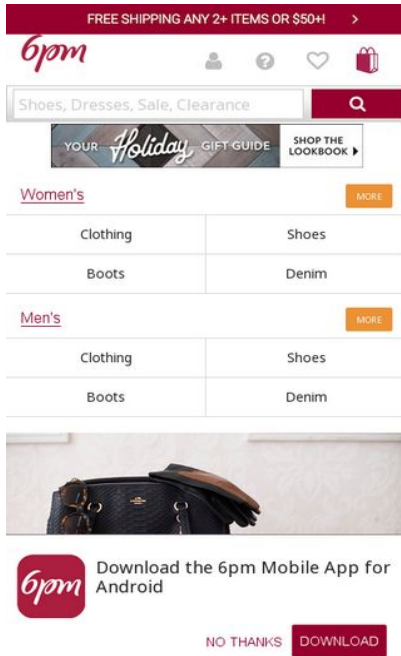 FREE SHIPPING ANY 2+ ITEMS OR $50+! >
6pm
?
Shoes, Dresses, Sale, Clearance
YOUR Holiday GIFT GUIDE SHOP THE LOOKBOOK
Women's MORE
Clothing Shoes
Boots Denim
Men's MORE
Clothing Shoes
Boots Denim
6pm
Download the 6pm Mobile App for
Android
NO THANKS DOWNLOAD